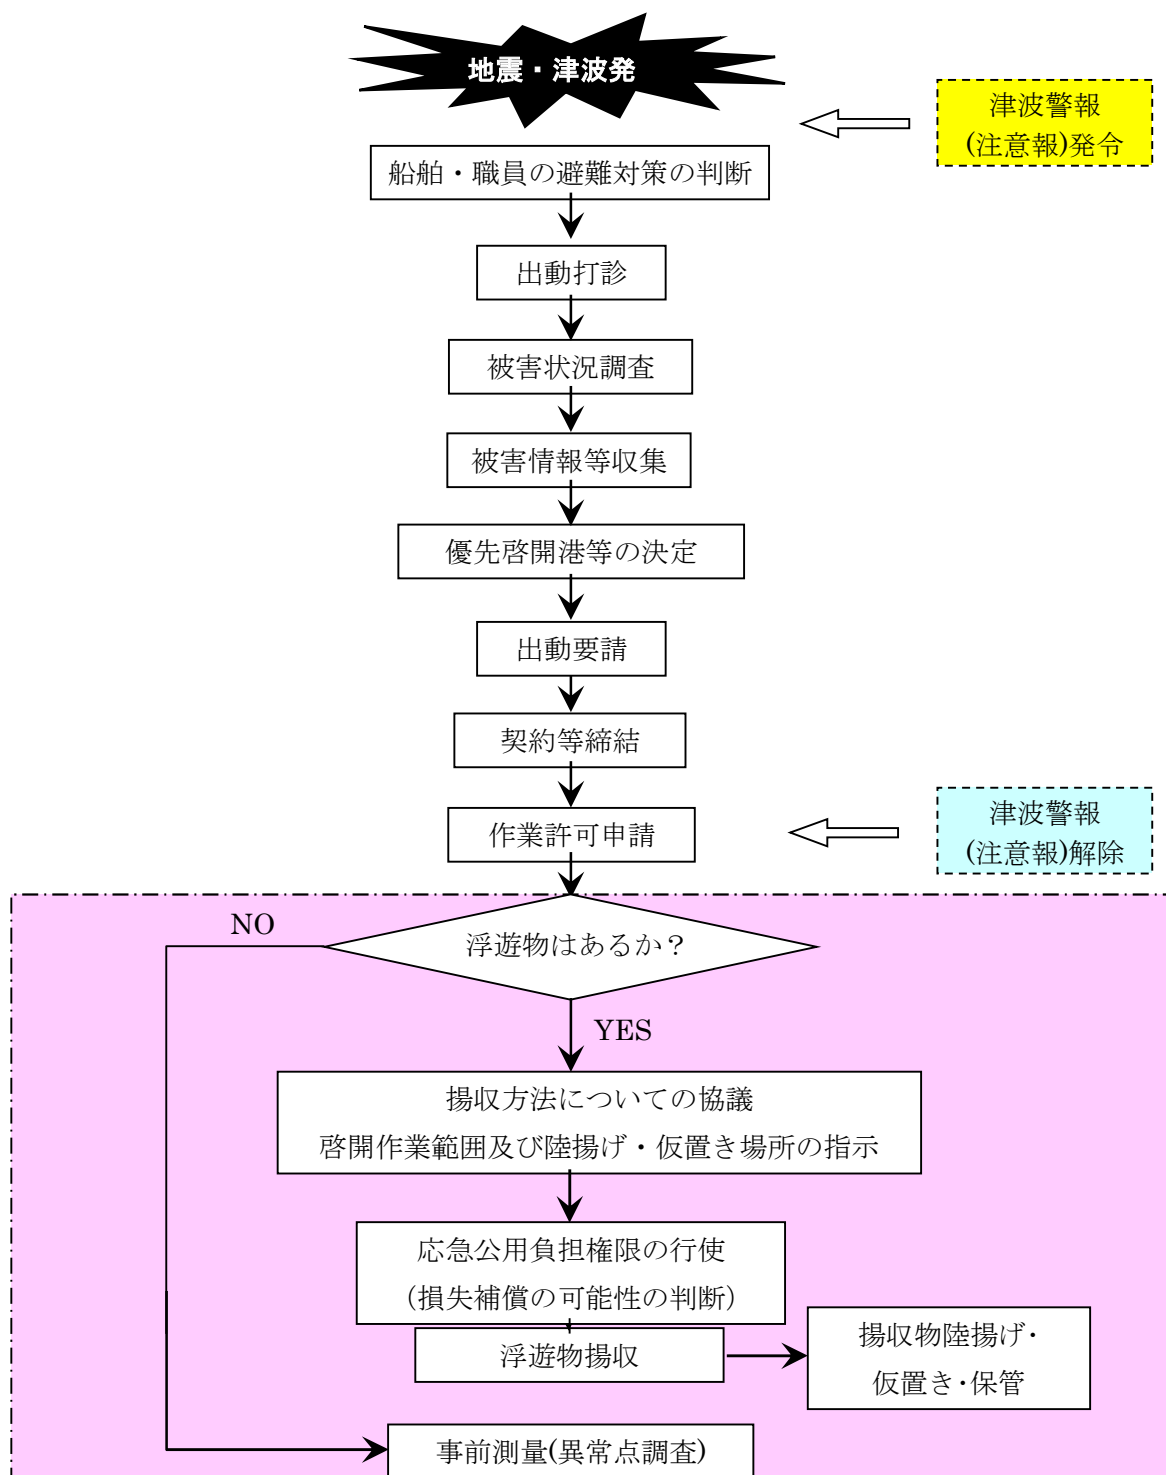 地震・津波発
津波警報
(注意報)発令
船舶・職員の避難対策の判断
出動打診
被害状況調査
被害情報等収集
優先啓開港等の決定
出動要請
契約等締結
作業許可申請
津波警報
(注意報)解除
NO
浮遊物はあるか？
YES
揚収方法についての協議
啓開作業範囲及び陸揚げ・仮置き場所の指示
応急公用負担権限の行使
（損失補償の可能性の判断）
浮遊物揚収
揚収物陸揚げ・
仮置き・保管
事前測量(異常点調査)